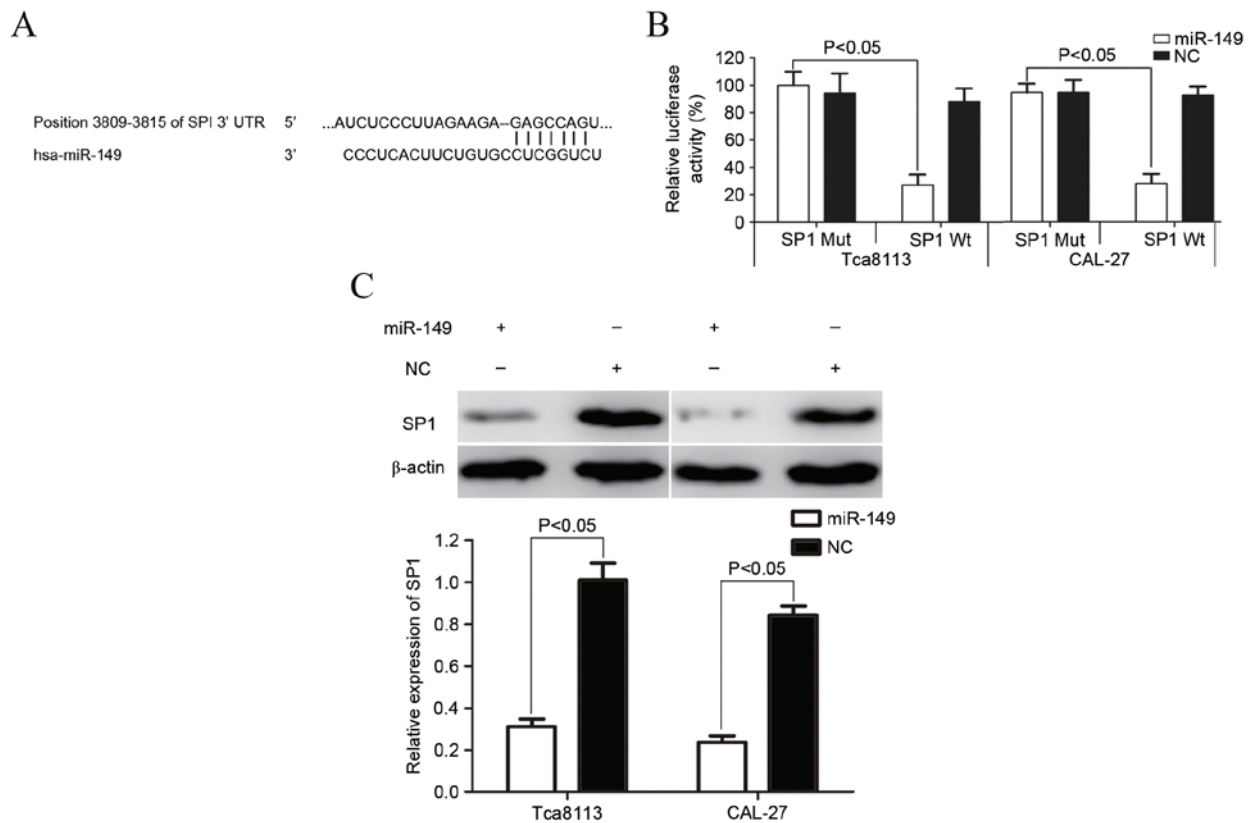 A
Position 3809-3815 of SPI 3' UTR 5' ...AUCUCCCUUAGAAGA--GAGCCAGU...
hsa-miR-149 3' CCCUCACUUCUGUGCCUCGGUCU
B
miR-149
NC
P<0.05
P<0.05
Relative luciferase activity (%)
120
100
80
60
40
20
0
SP1 Mut SP1 Wt SP1 Mut SP1 Wt
Tca8113 CAL-27
C
miR-149 + – + –
NC – + – +
SP1
β-actin
miR-149
NC
P<0.05
P<0.05
Relative expression of SP1
1.2
1.0
0.8
0.6
0.4
0.2
0.0
Tca8113 CAL-27